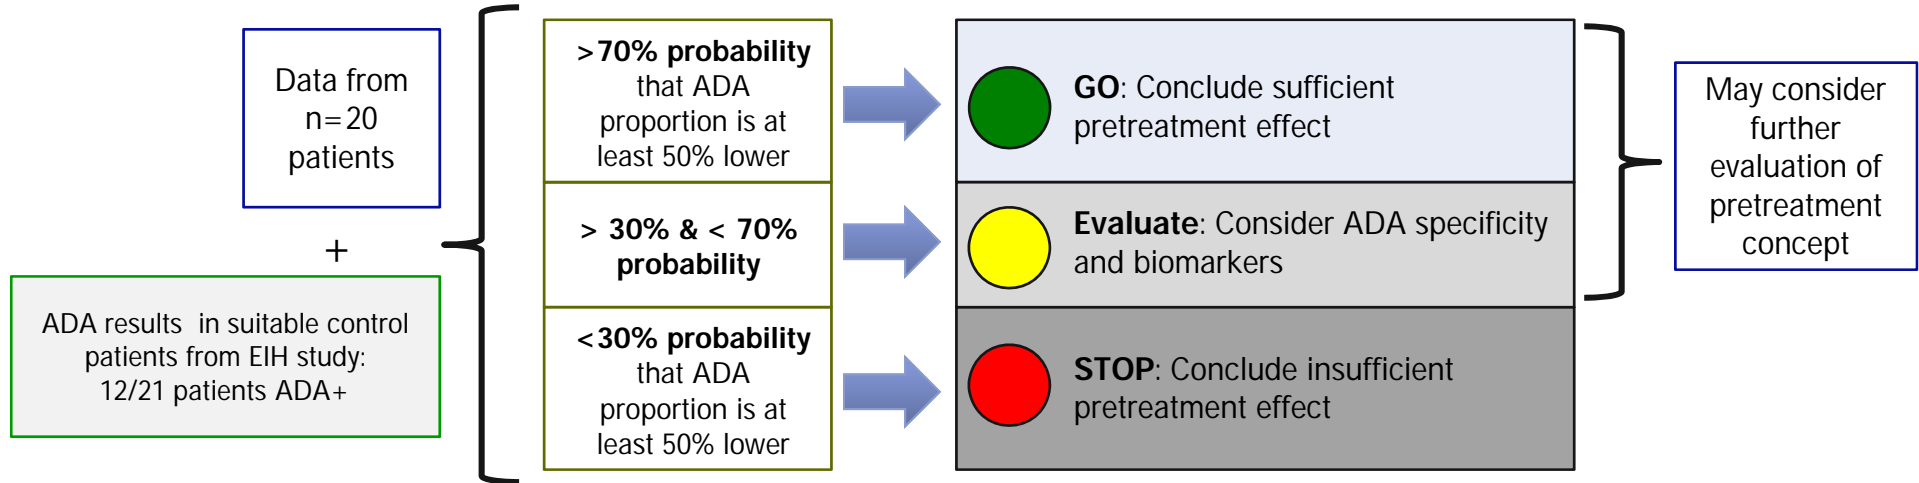 Data from
n=20
patients
+
ADA results in suitable control
patients from EIH study:
12/21 patients ADA+
>70% probability
that ADA
proportion is at
least 50% lower
> 30% & < 70%
probability
<30% probability
that ADA
proportion is at
least 50% lower
GO: Conclude sufficient
pretreatment effect
Evaluate: Consider ADA specificity
and biomarkers
STOP: Conclude insufficient
pretreatment effect
May consider
further
evaluation of
pretreatment
concept